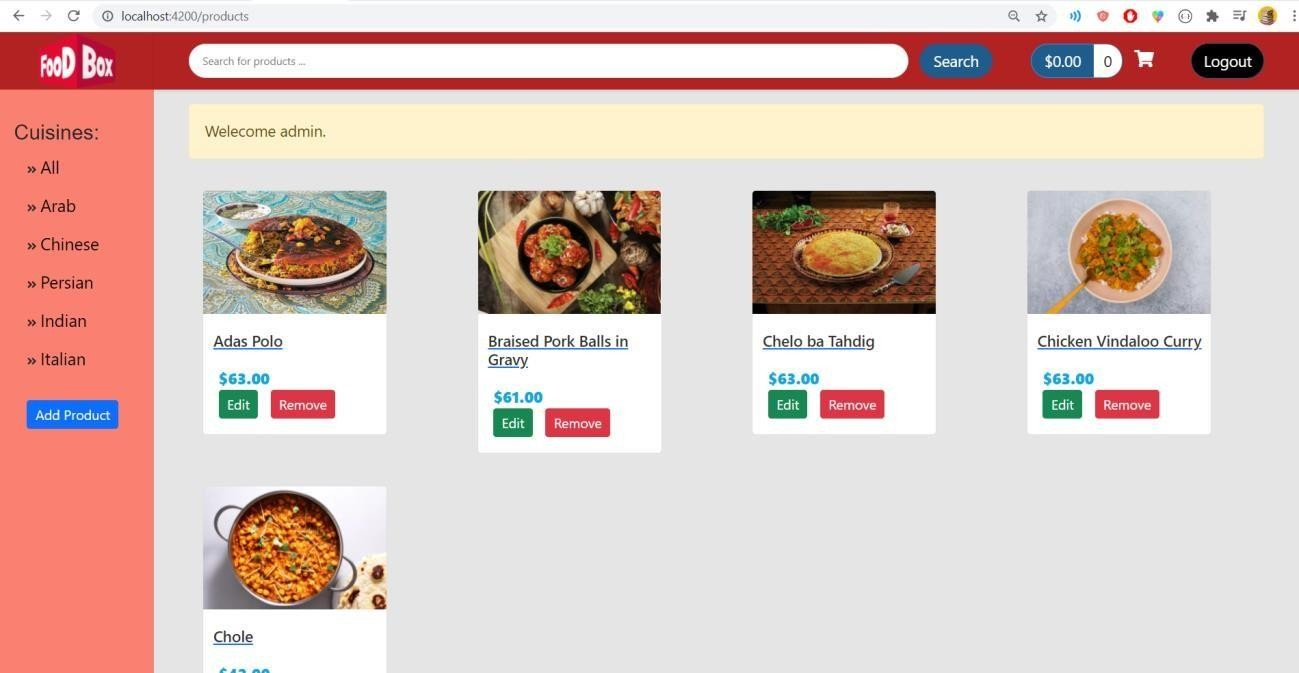 localhost:4200/products
FooD Box
Search for products ...
Search
$0.00 0
Logout
Cuisines:
» All
» Arab
» Chinese
» Persian
» Indian
» Italian
Add Product
Welecome admin.
Adas Polo
$63.00
Edit Remove
Braised Pork Balls in
Gravy
$61.00
Edit Remove
Chelo ba Tahdig
$63.00
Edit Remove
Chicken Vindaloo Curry
$63.00
Edit Remove
Chole